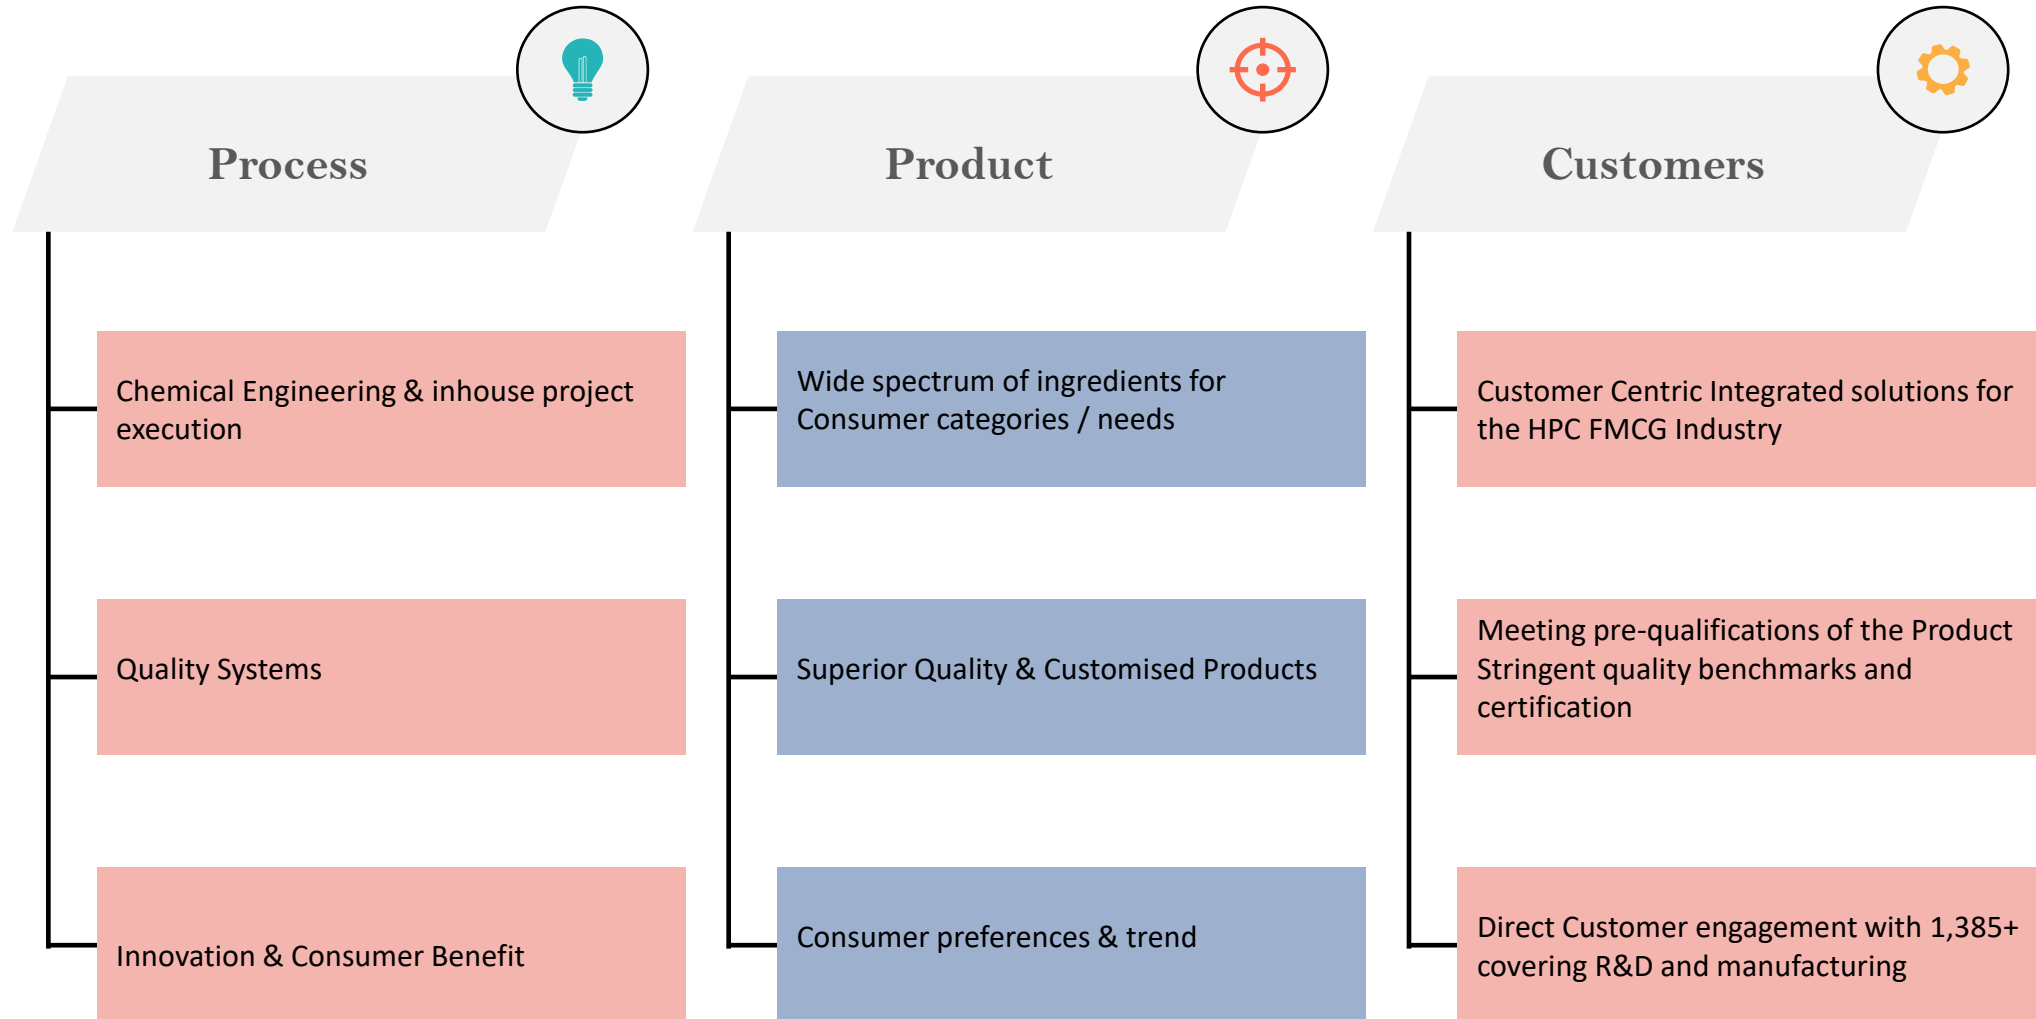 Process
Chemical Engineering & inhouse project
execution
Quality Systems
Innovation & Consumer Benefit
Product
Wide spectrum of ingredients for
Consumer categories / needs
Superior Quality & Customised Products
Consumer preferences & trend
Customers
Customer Centric Integrated solutions for
the HPC FMCG Industry
Meeting pre-qualifications of the Product
Stringent quality benchmarks and
certification
Direct Customer engagement with 1,385+
covering R&D and manufacturing